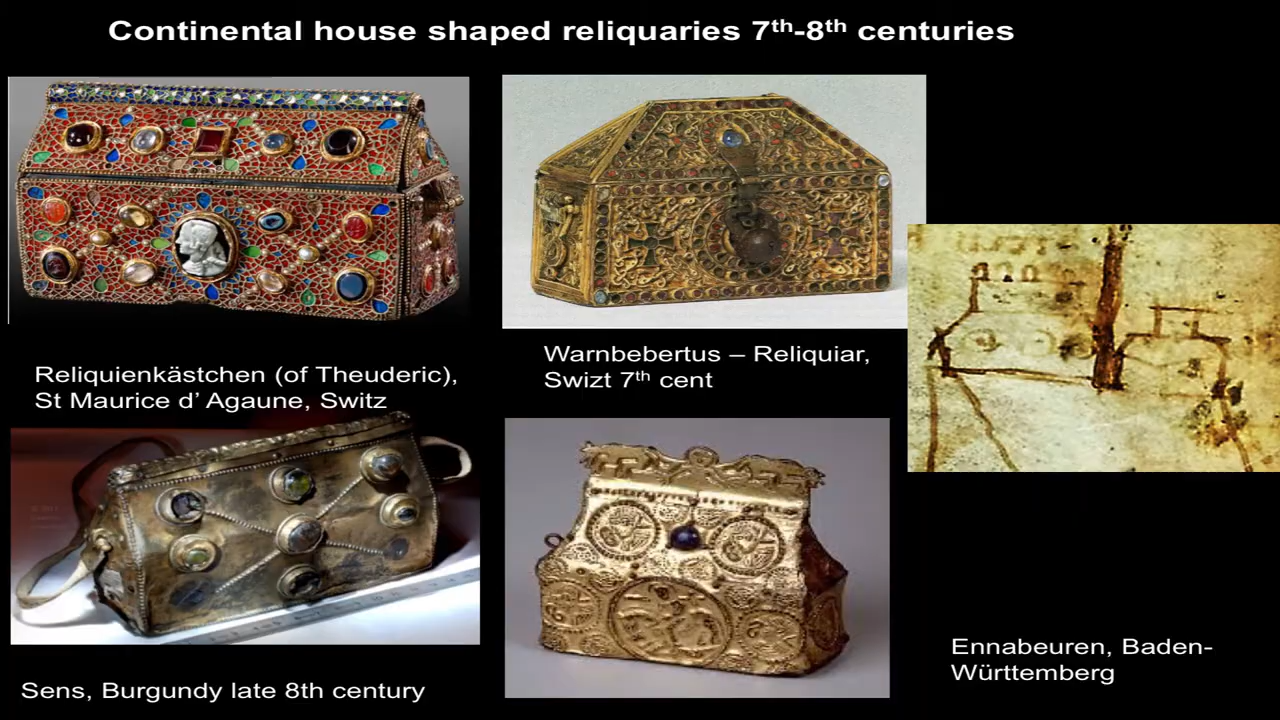 Continental house shaped reliquaries 7th-8th centuries
Reliquienkästchen (of Theuderic),
St Maurice d’ Agaune, Switz
Warnbebertus – Reliquiar,
Swizt 7th cent
Sens, Burgundy late 8th century
Ennabeuren, Baden-
Württemberg